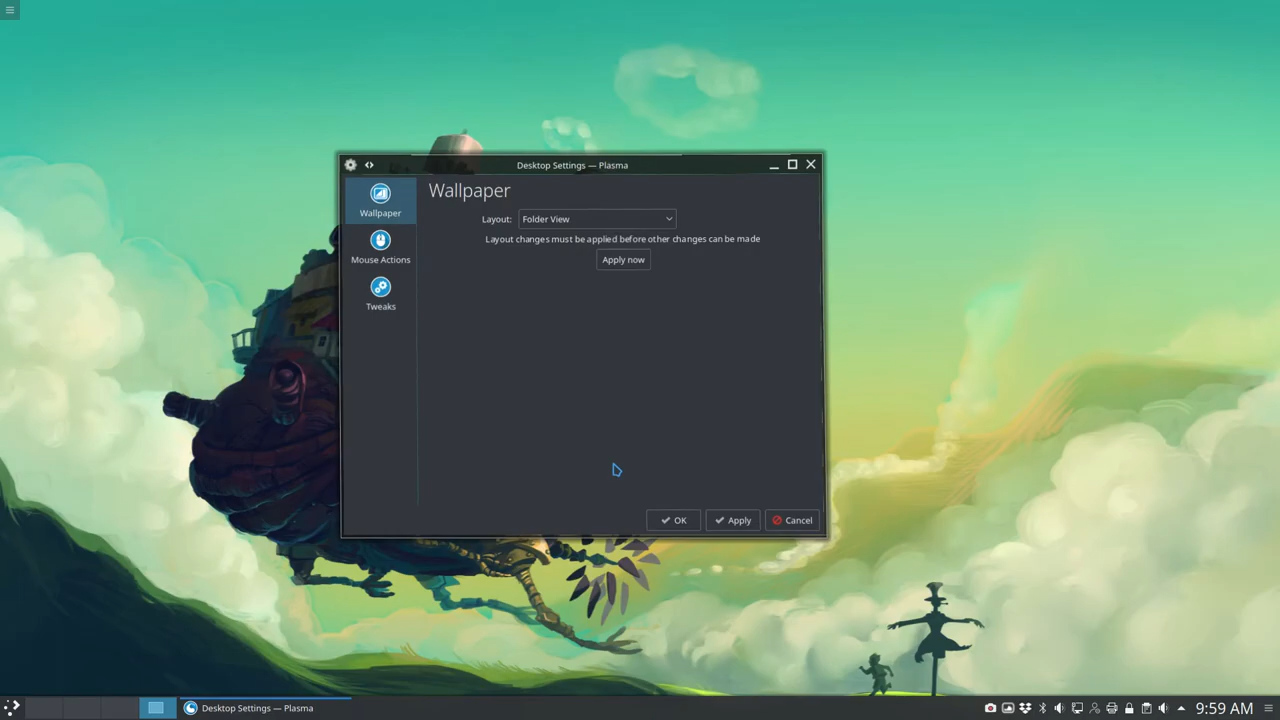 Desktop Settings — Plasma
Wallpaper
Mouse Actions
Tweaks
Wallpaper
Layout: Folder View
Layout changes must be applied before other changes can be made
Apply now
OK Apply Cancel
Desktop Settings — Plasma
9:59 AM